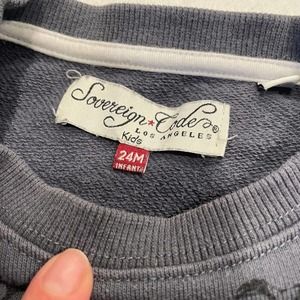 Sovereign ★ Code®
LOS ANGELES
Kids
24M
INFANT